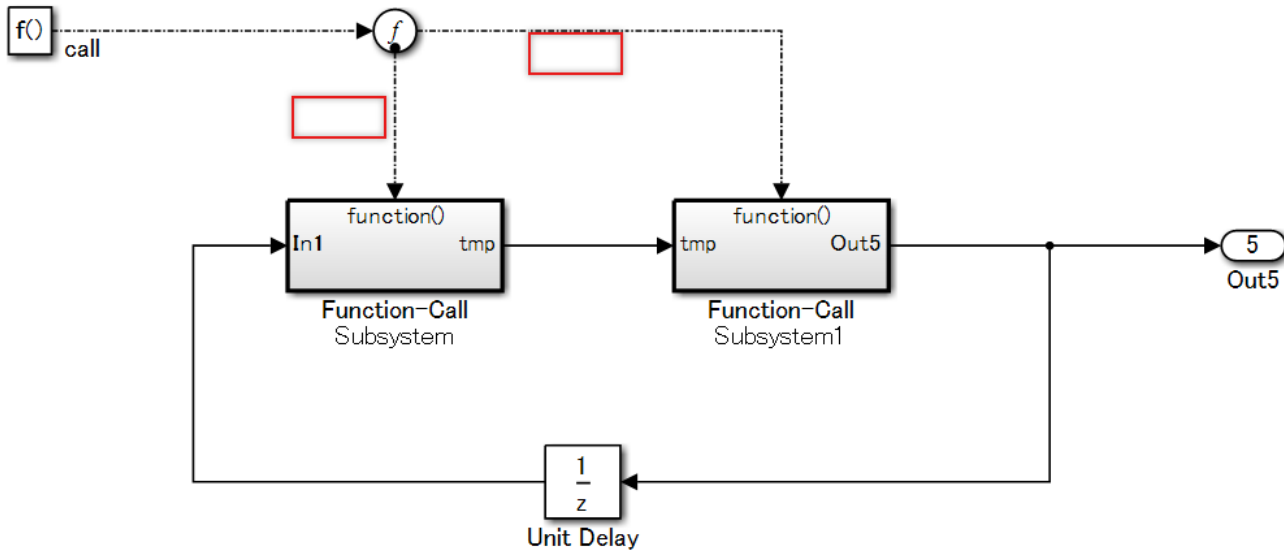 f()
call
f
function()
In1
tmp
Function-Call
Subsystem
function()
tmp
Out5
Function-Call
Subsystem1
5
Out5
1
z
Unit Delay